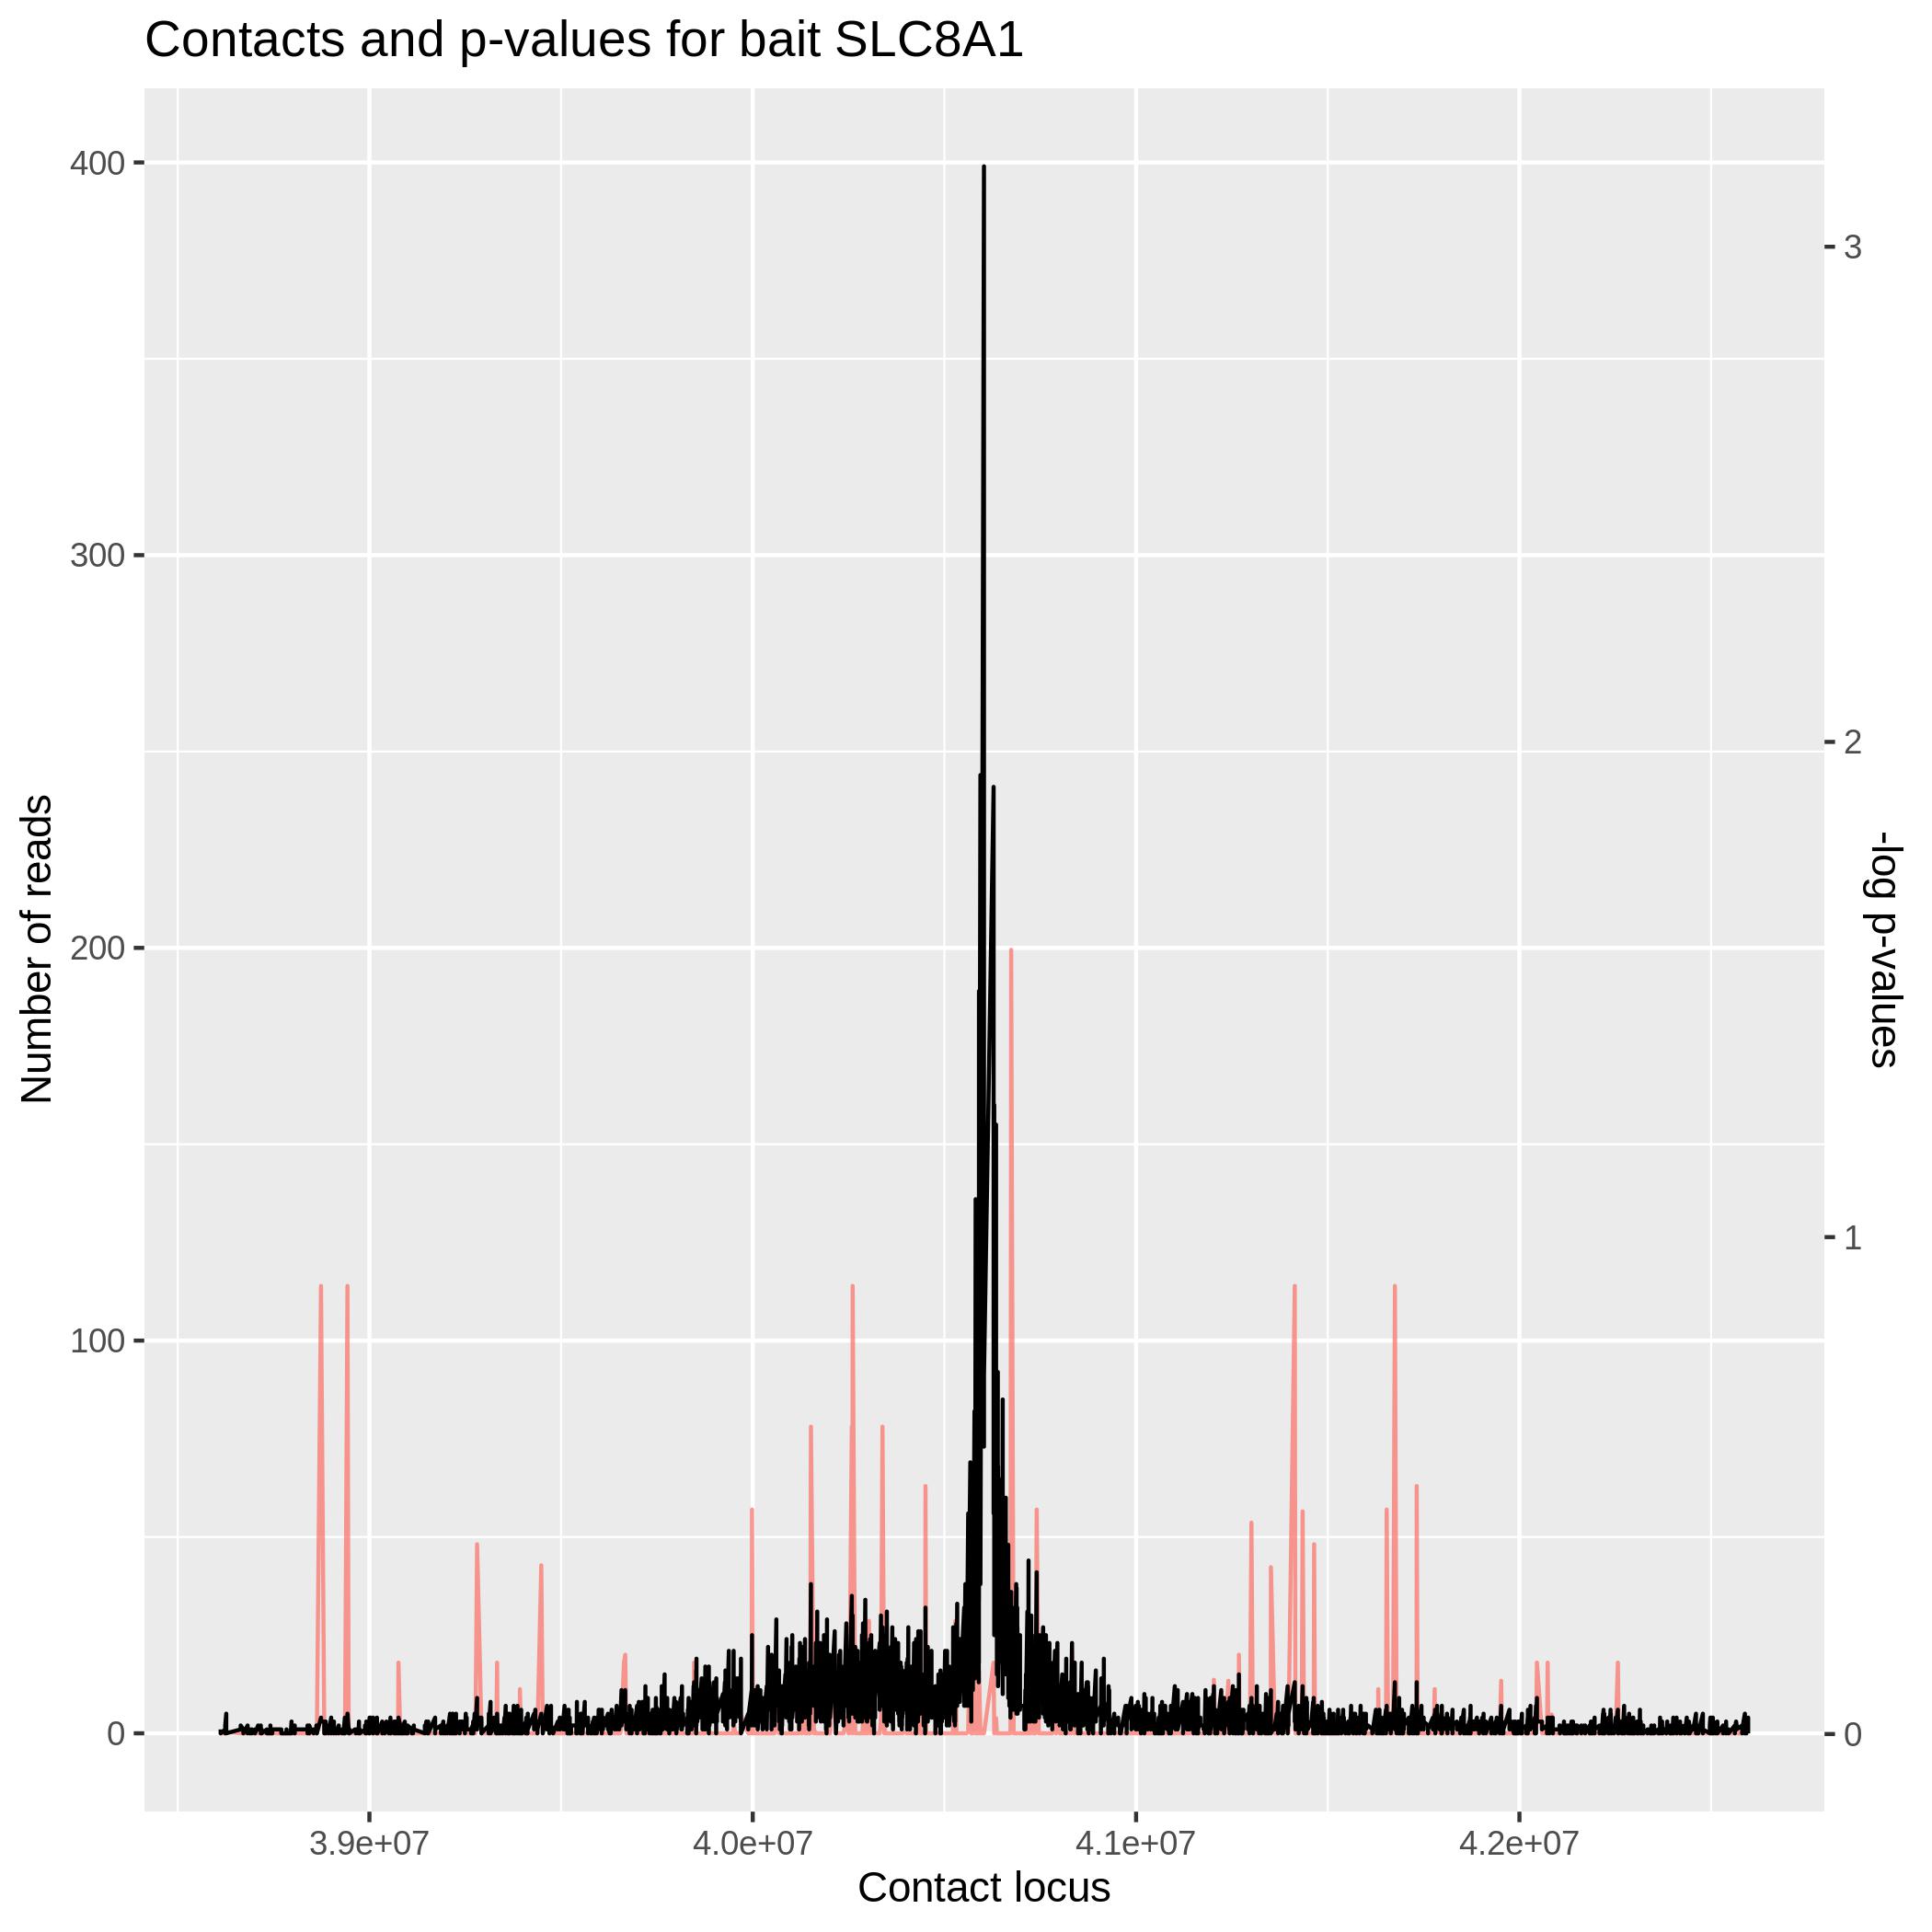 Contacts and p-values for bait SLC8A1
400
300
200
100
0
Number of reads
3
2
1
0
-log p-values
3.9e+07
4.0e+07
4.1e+07
4.2e+07
Contact locus